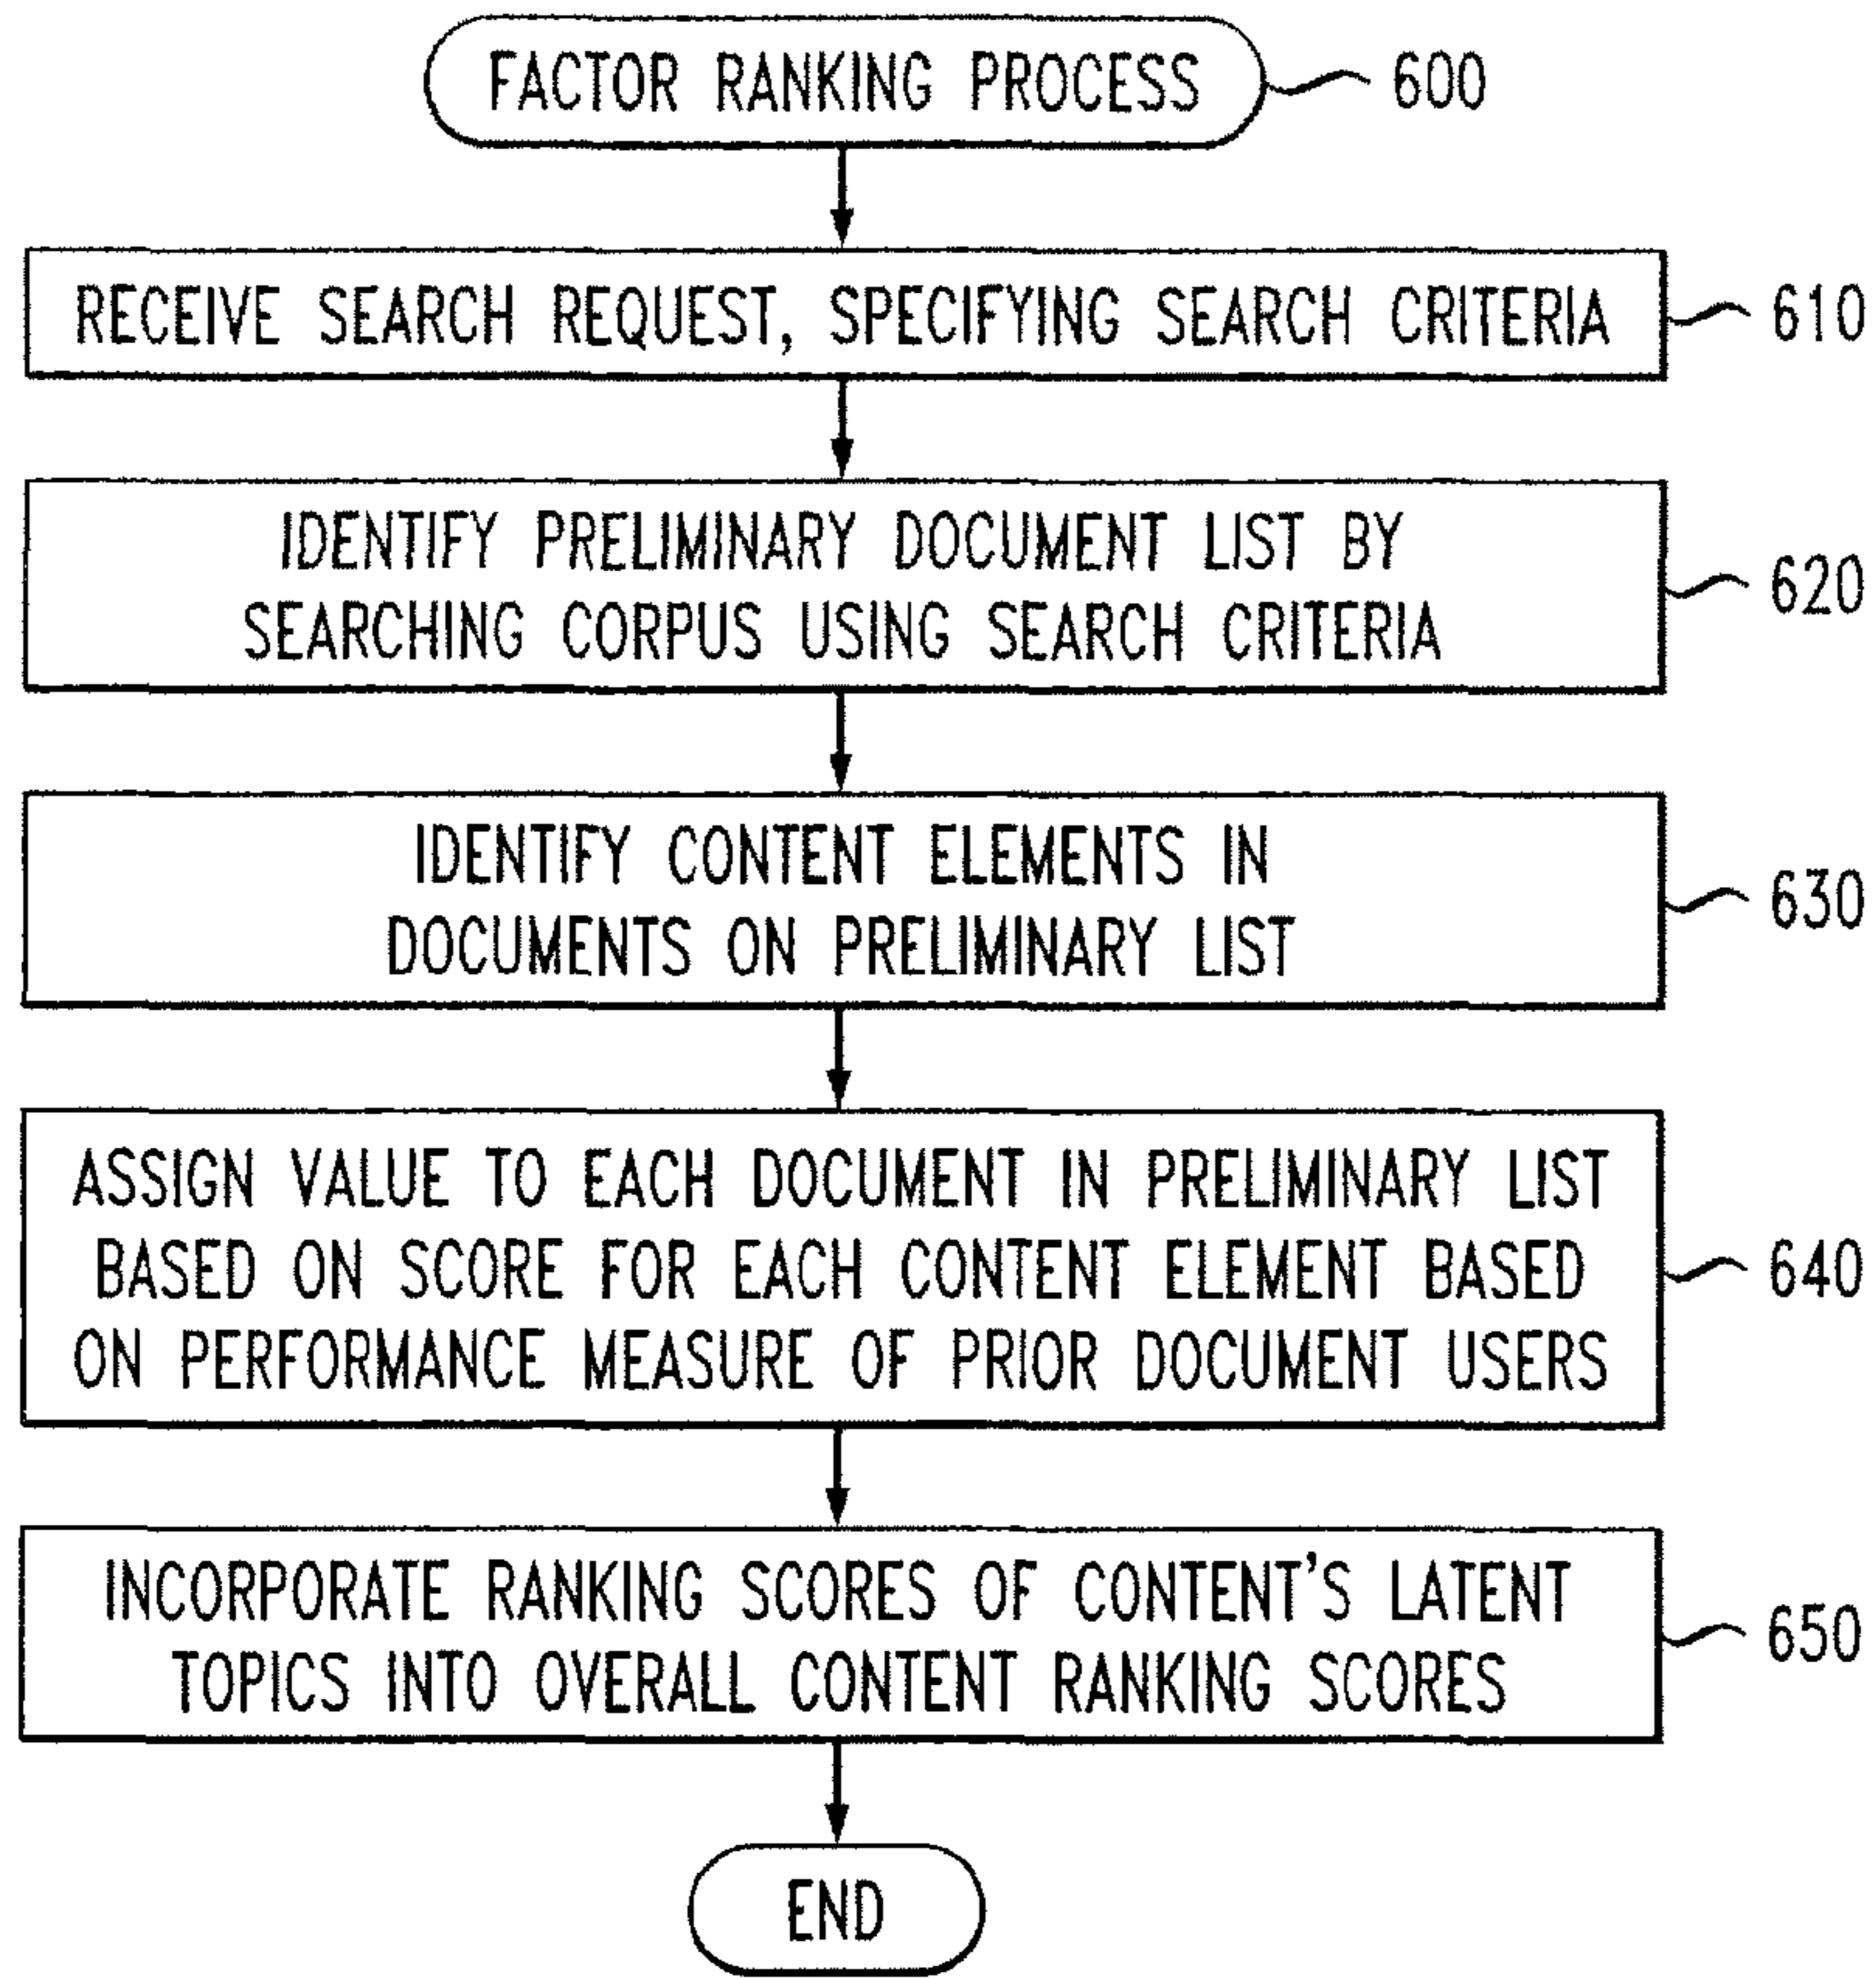 FACTOR RANKING PROCESS 600
RECEIVE SEARCH REQUEST, SPECIFYING SEARCH CRITERIA 610
IDENTIFY PRELIMINARY DOCUMENT LIST BY
SEARCHING CORPUS USING SEARCH CRITERIA
620
IDENTIFY CONTENT ELEMENTS IN
DOCUMENTS ON PRELIMINARY LIST
630
ASSIGN VALUE TO EACH DOCUMENT IN PRELIMINARY LIST
BASED ON SCORE FOR EACH CONTENT ELEMENT BASED
ON PERFORMANCE MEASURE OF PRIOR DOCUMENT USERS
640
INCORPORATE RANKING SCORES OF CONTENT'S LATENT
TOPICS INTO OVERALL CONTENT RANKING SCORES
650
END